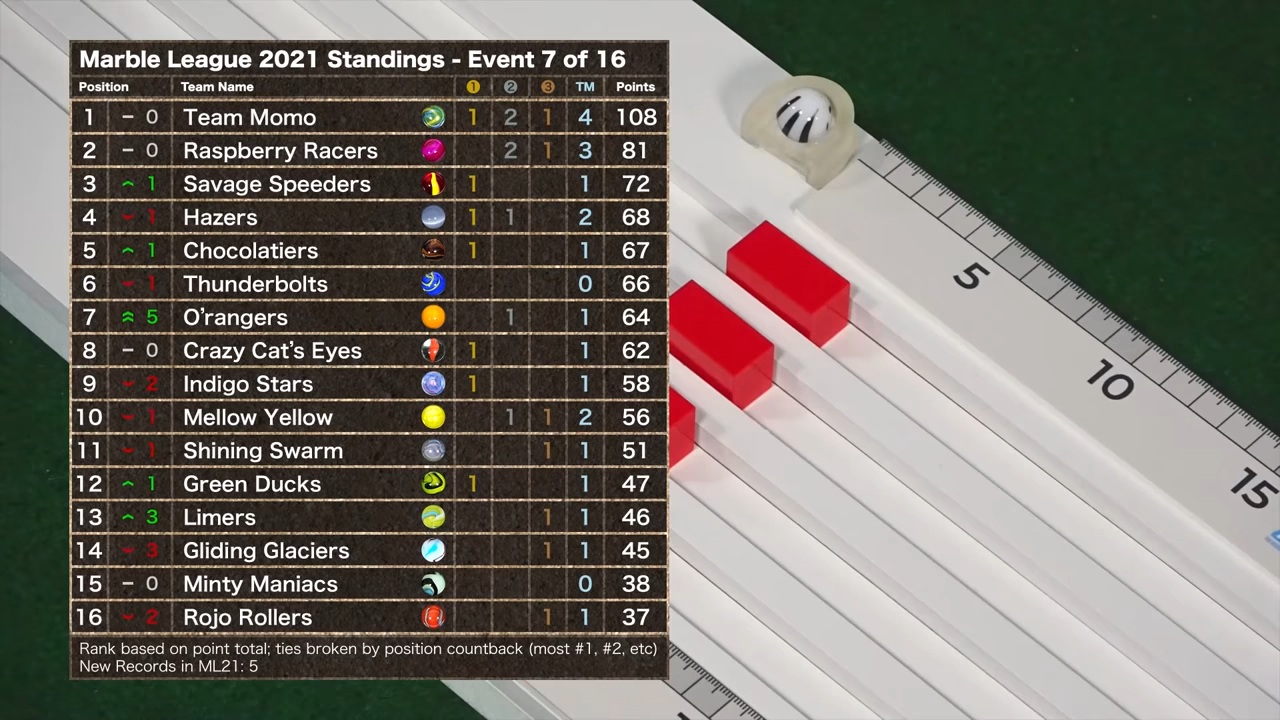 Marble League 2021 Standings - Event 7 of 16
Position Team Name 1 2 3 TM Points
1 – 0 Team Momo 1 2 1 4 108
2 – 0 Raspberry Racers 2 1 3 81
3 1 Savage Speeders 1 1 72
4 1 Hazers 1 1 2 68
5 1 Chocolatiers 1 1 67
6 1 Thunderbolts 0 66
7 5 O’rangers 1 1 64
8 – 0 Crazy Cat’s Eyes 1 1 62
9 2 Indigo Stars 1 1 58
10 1 Mellow Yellow 1 1 2 56
11 1 Shining Swarm 1 1 51
12 1 Green Ducks 1 1 47
13 3 Limers 1 1 46
14 3 Gliding Glaciers 1 1 45
15 – 0 Minty Maniacs 0 38
16 2 Rojo Rollers 1 1 37
Rank based on point total; ties broken by position countback (most #1, #2, etc)
New Records in ML21: 5
5
10
15